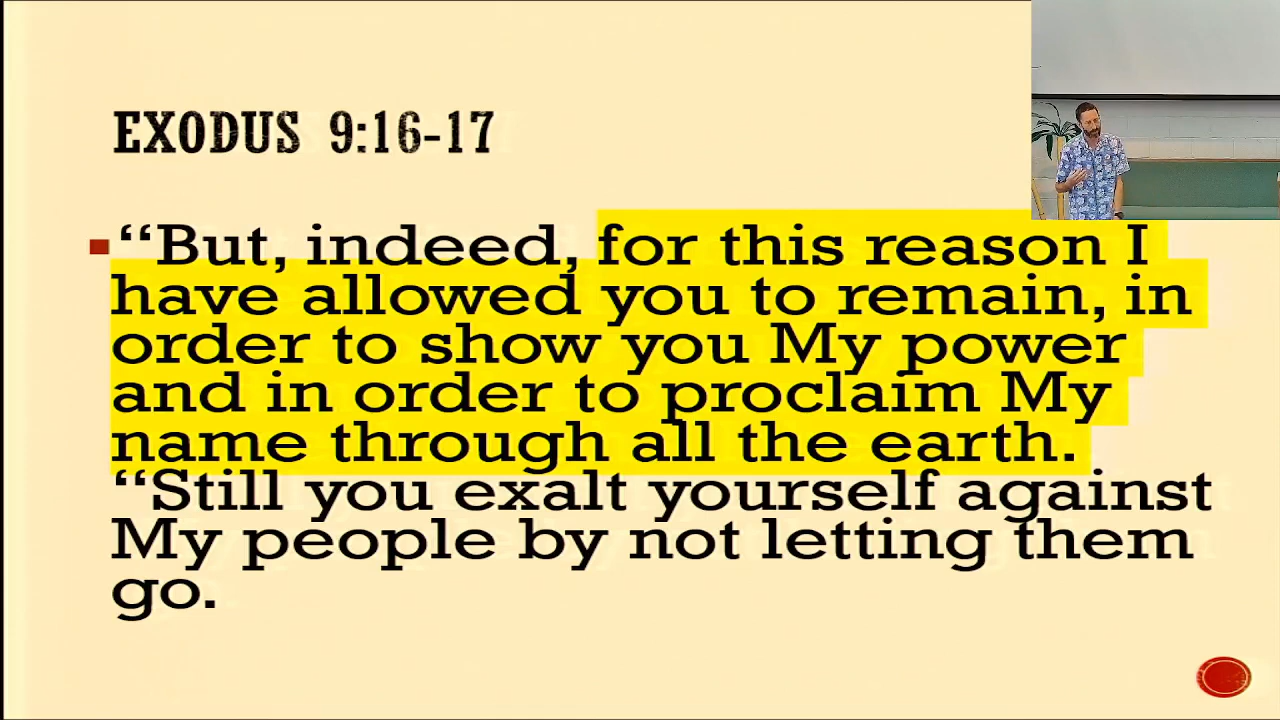 EXODUS 9:16-17
“But, indeed, for this reason I
have allowed you to remain, in
order to show you My power
and in order to proclaim My
name through all the earth.
“Still you exalt yourself against
My people by not letting them
go.